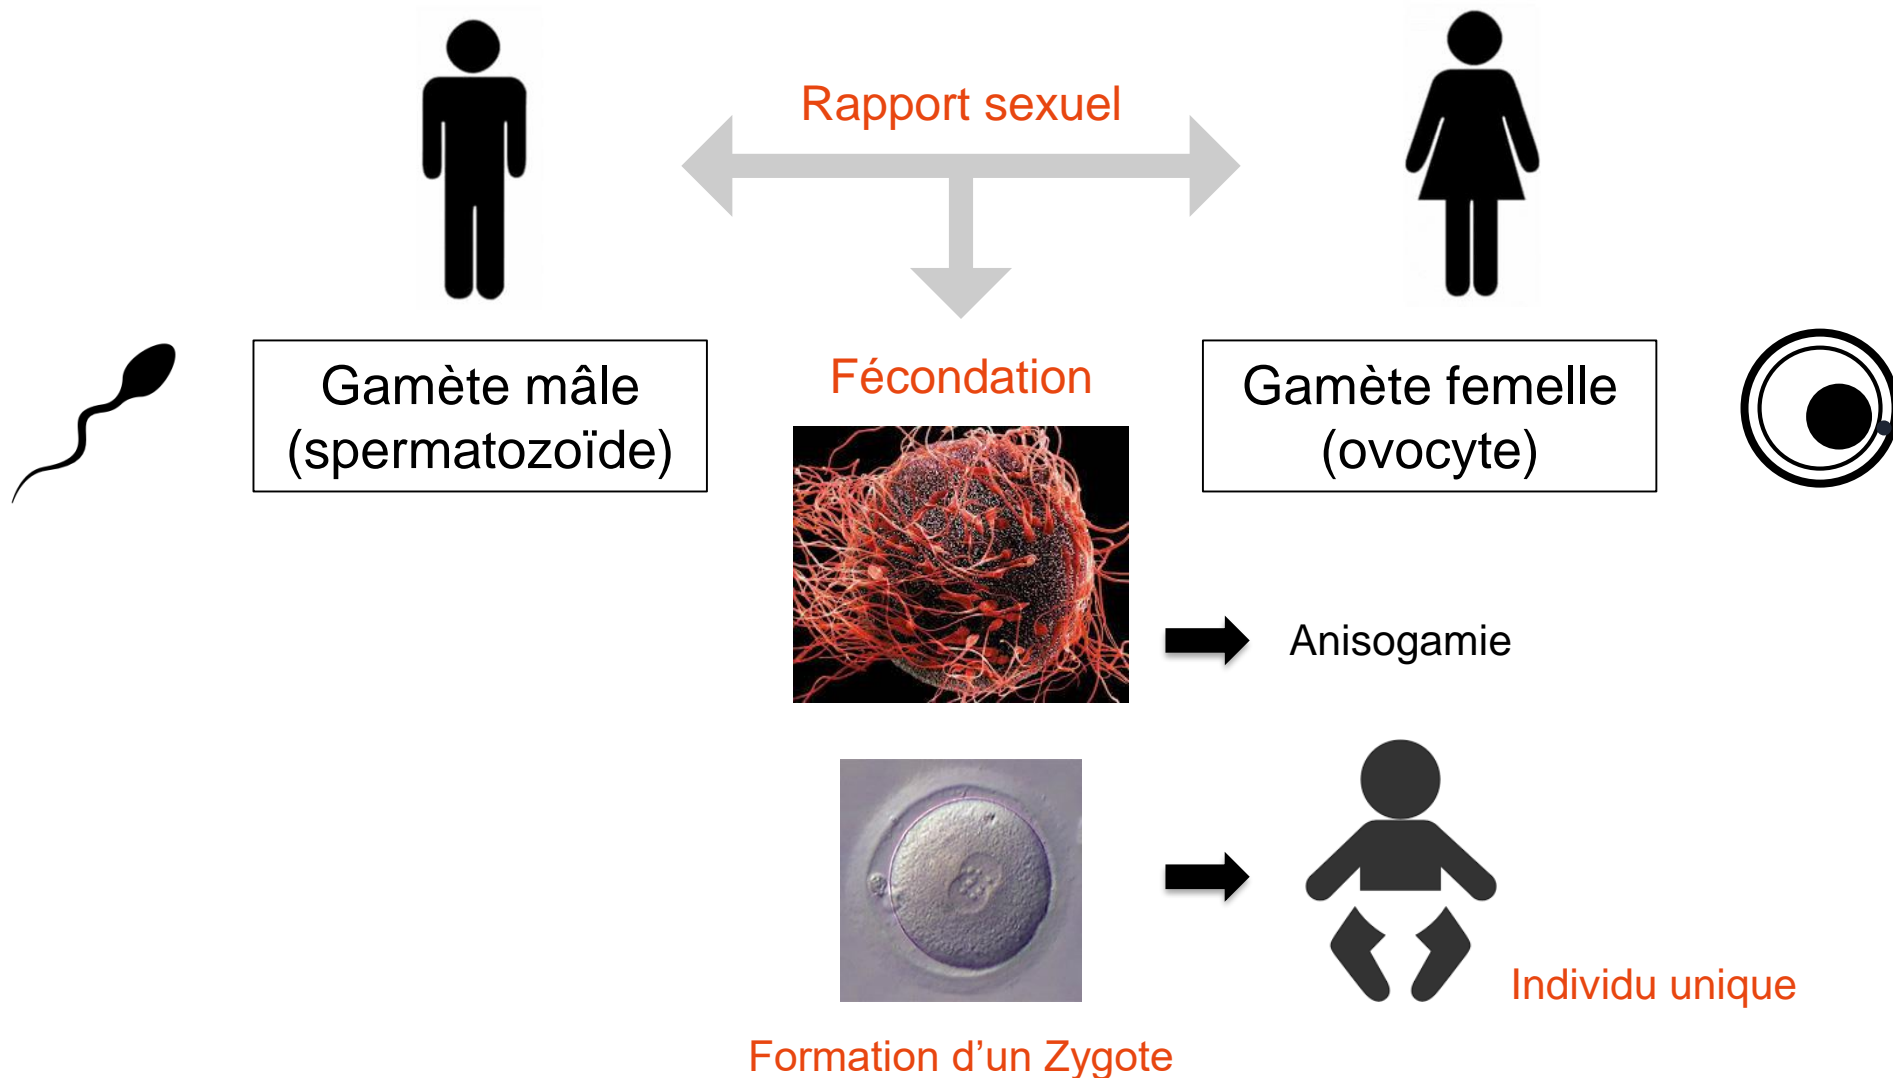 Rapport sexuel
Gamète mâle
(spermatozoïde)
Fécondation
Gamète femelle
(ovocyte)
Anisogamie
Individu unique
Formation d’un Zygote